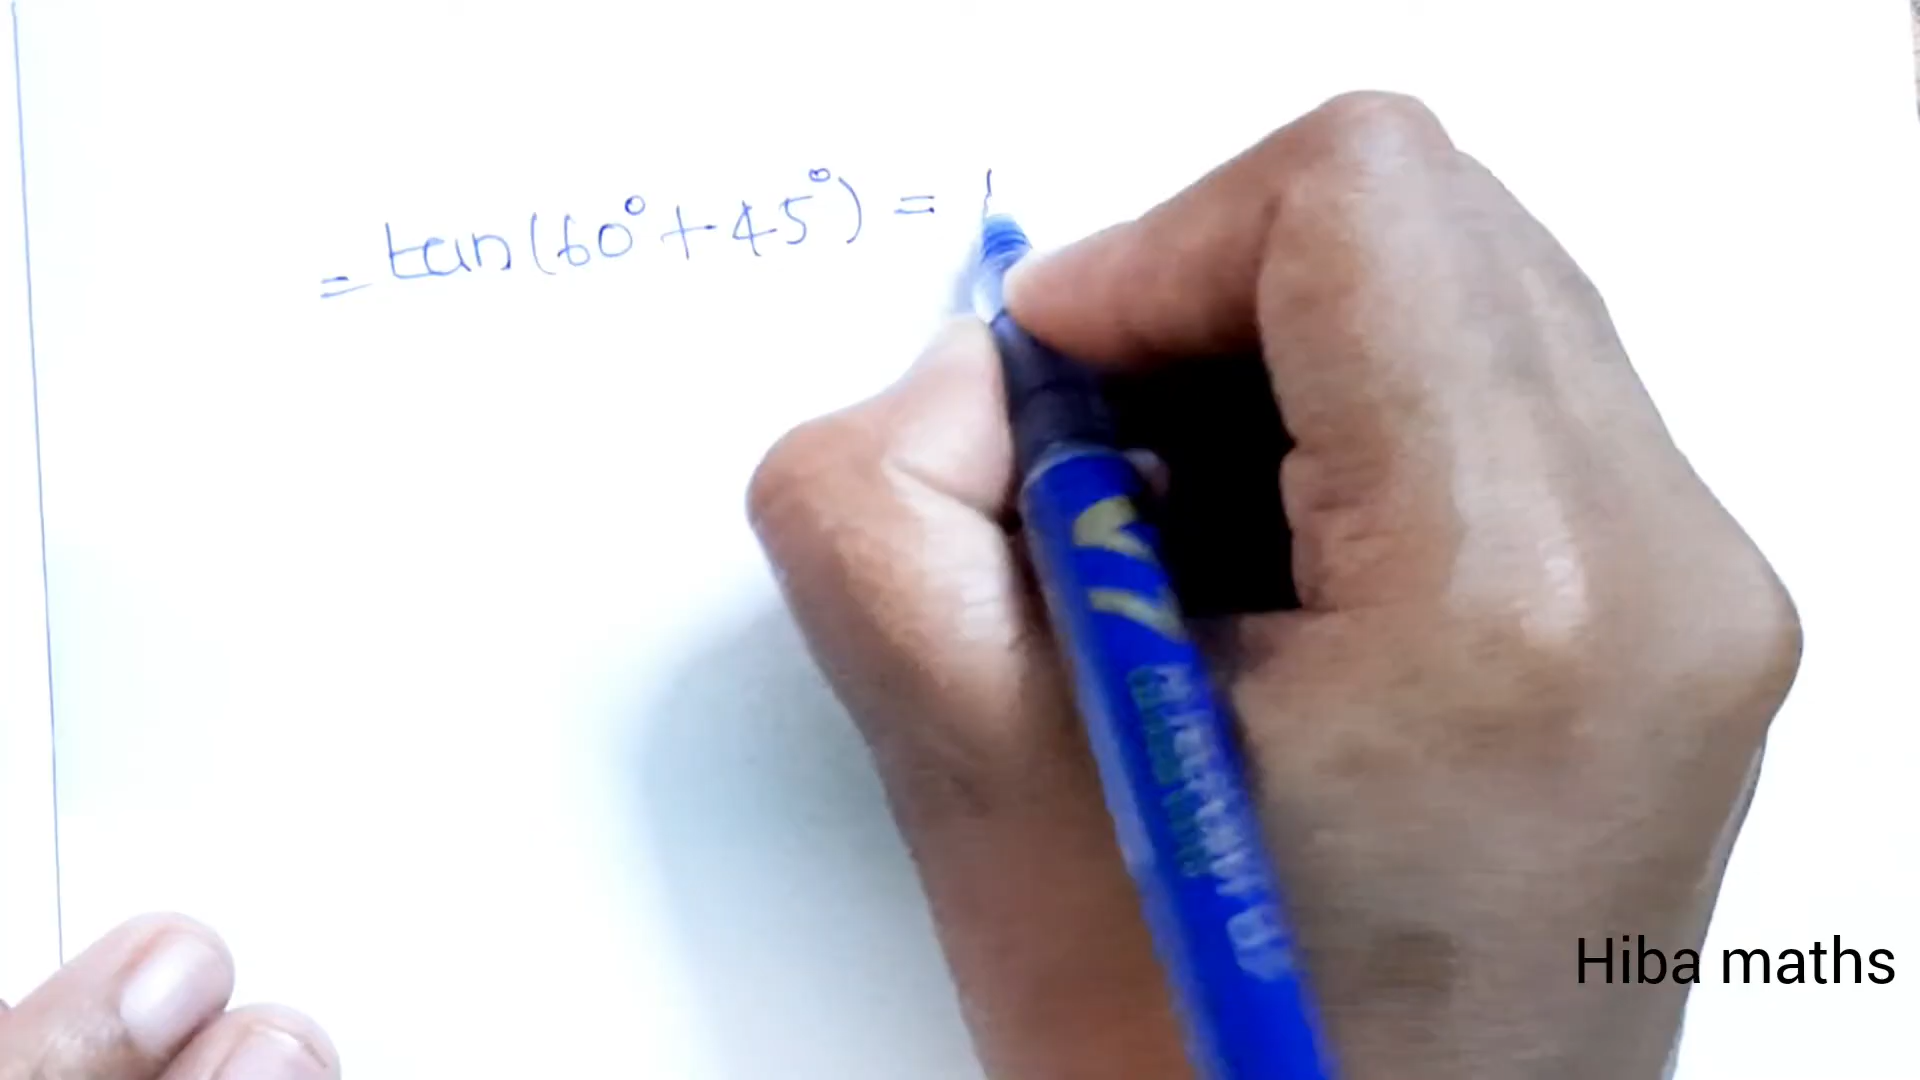 = tan(60° + 45°) =
Hiba maths